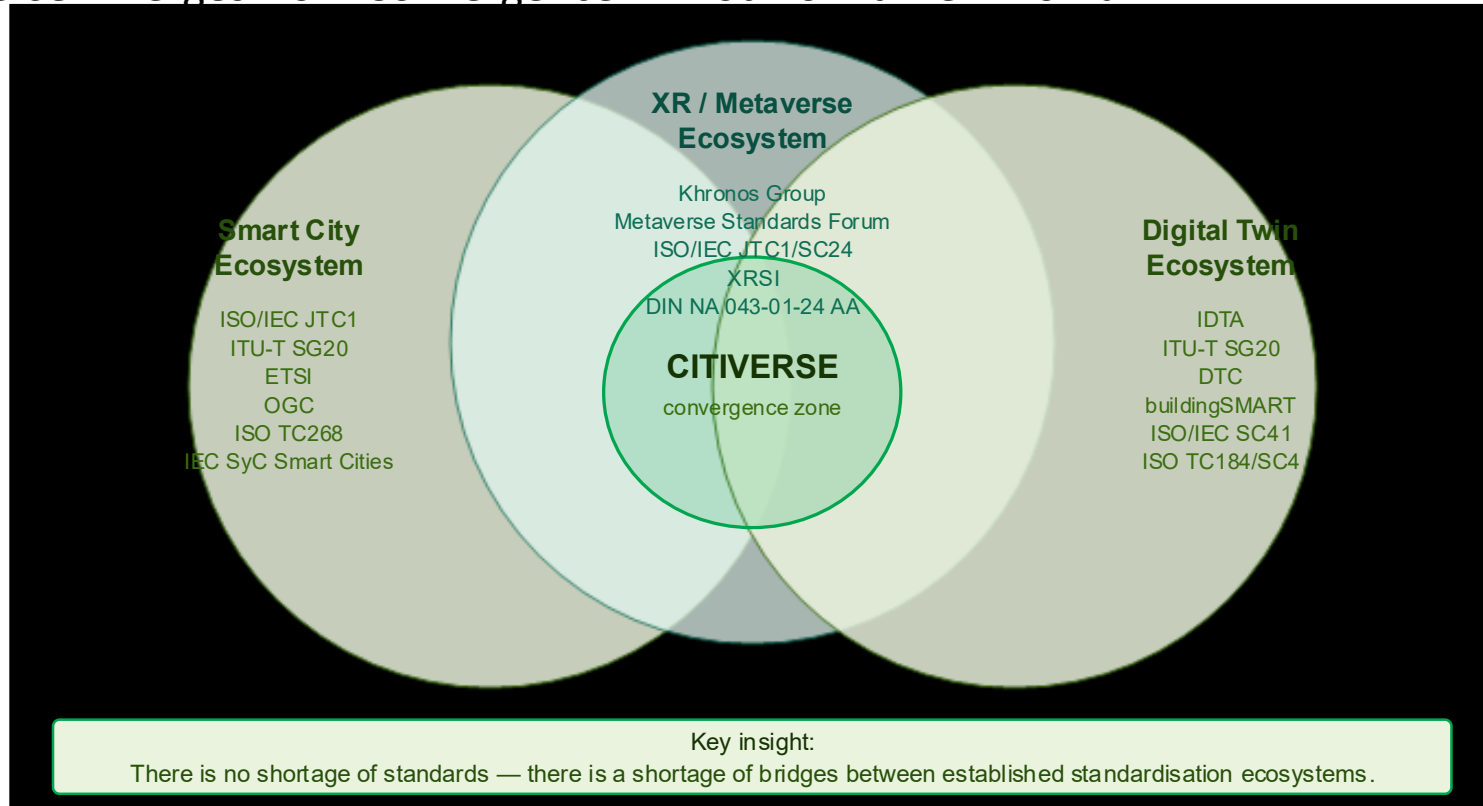 XR / Metaverse
Ecosystem
Khronos Group
Metaverse Standards Forum
ISO/IEC JTC1/SC24
XRSI
DIN NA 043-01-24 AA
Smart City
Ecosystem
ISO/IEC JTC1
ITU-T SG20
ETSI
OGC
ISO TC268
IEC SyC Smart Cities
CITIVERSE
convergence zone
Digital Twin
Ecosystem
IDTA
ITU-T SG20
DTC
buildingSMART
ISO/IEC SC41
ISO TC184/SC4
Key insight:
There is no shortage of standards — there is a shortage of bridges between established standardisation ecosystems.